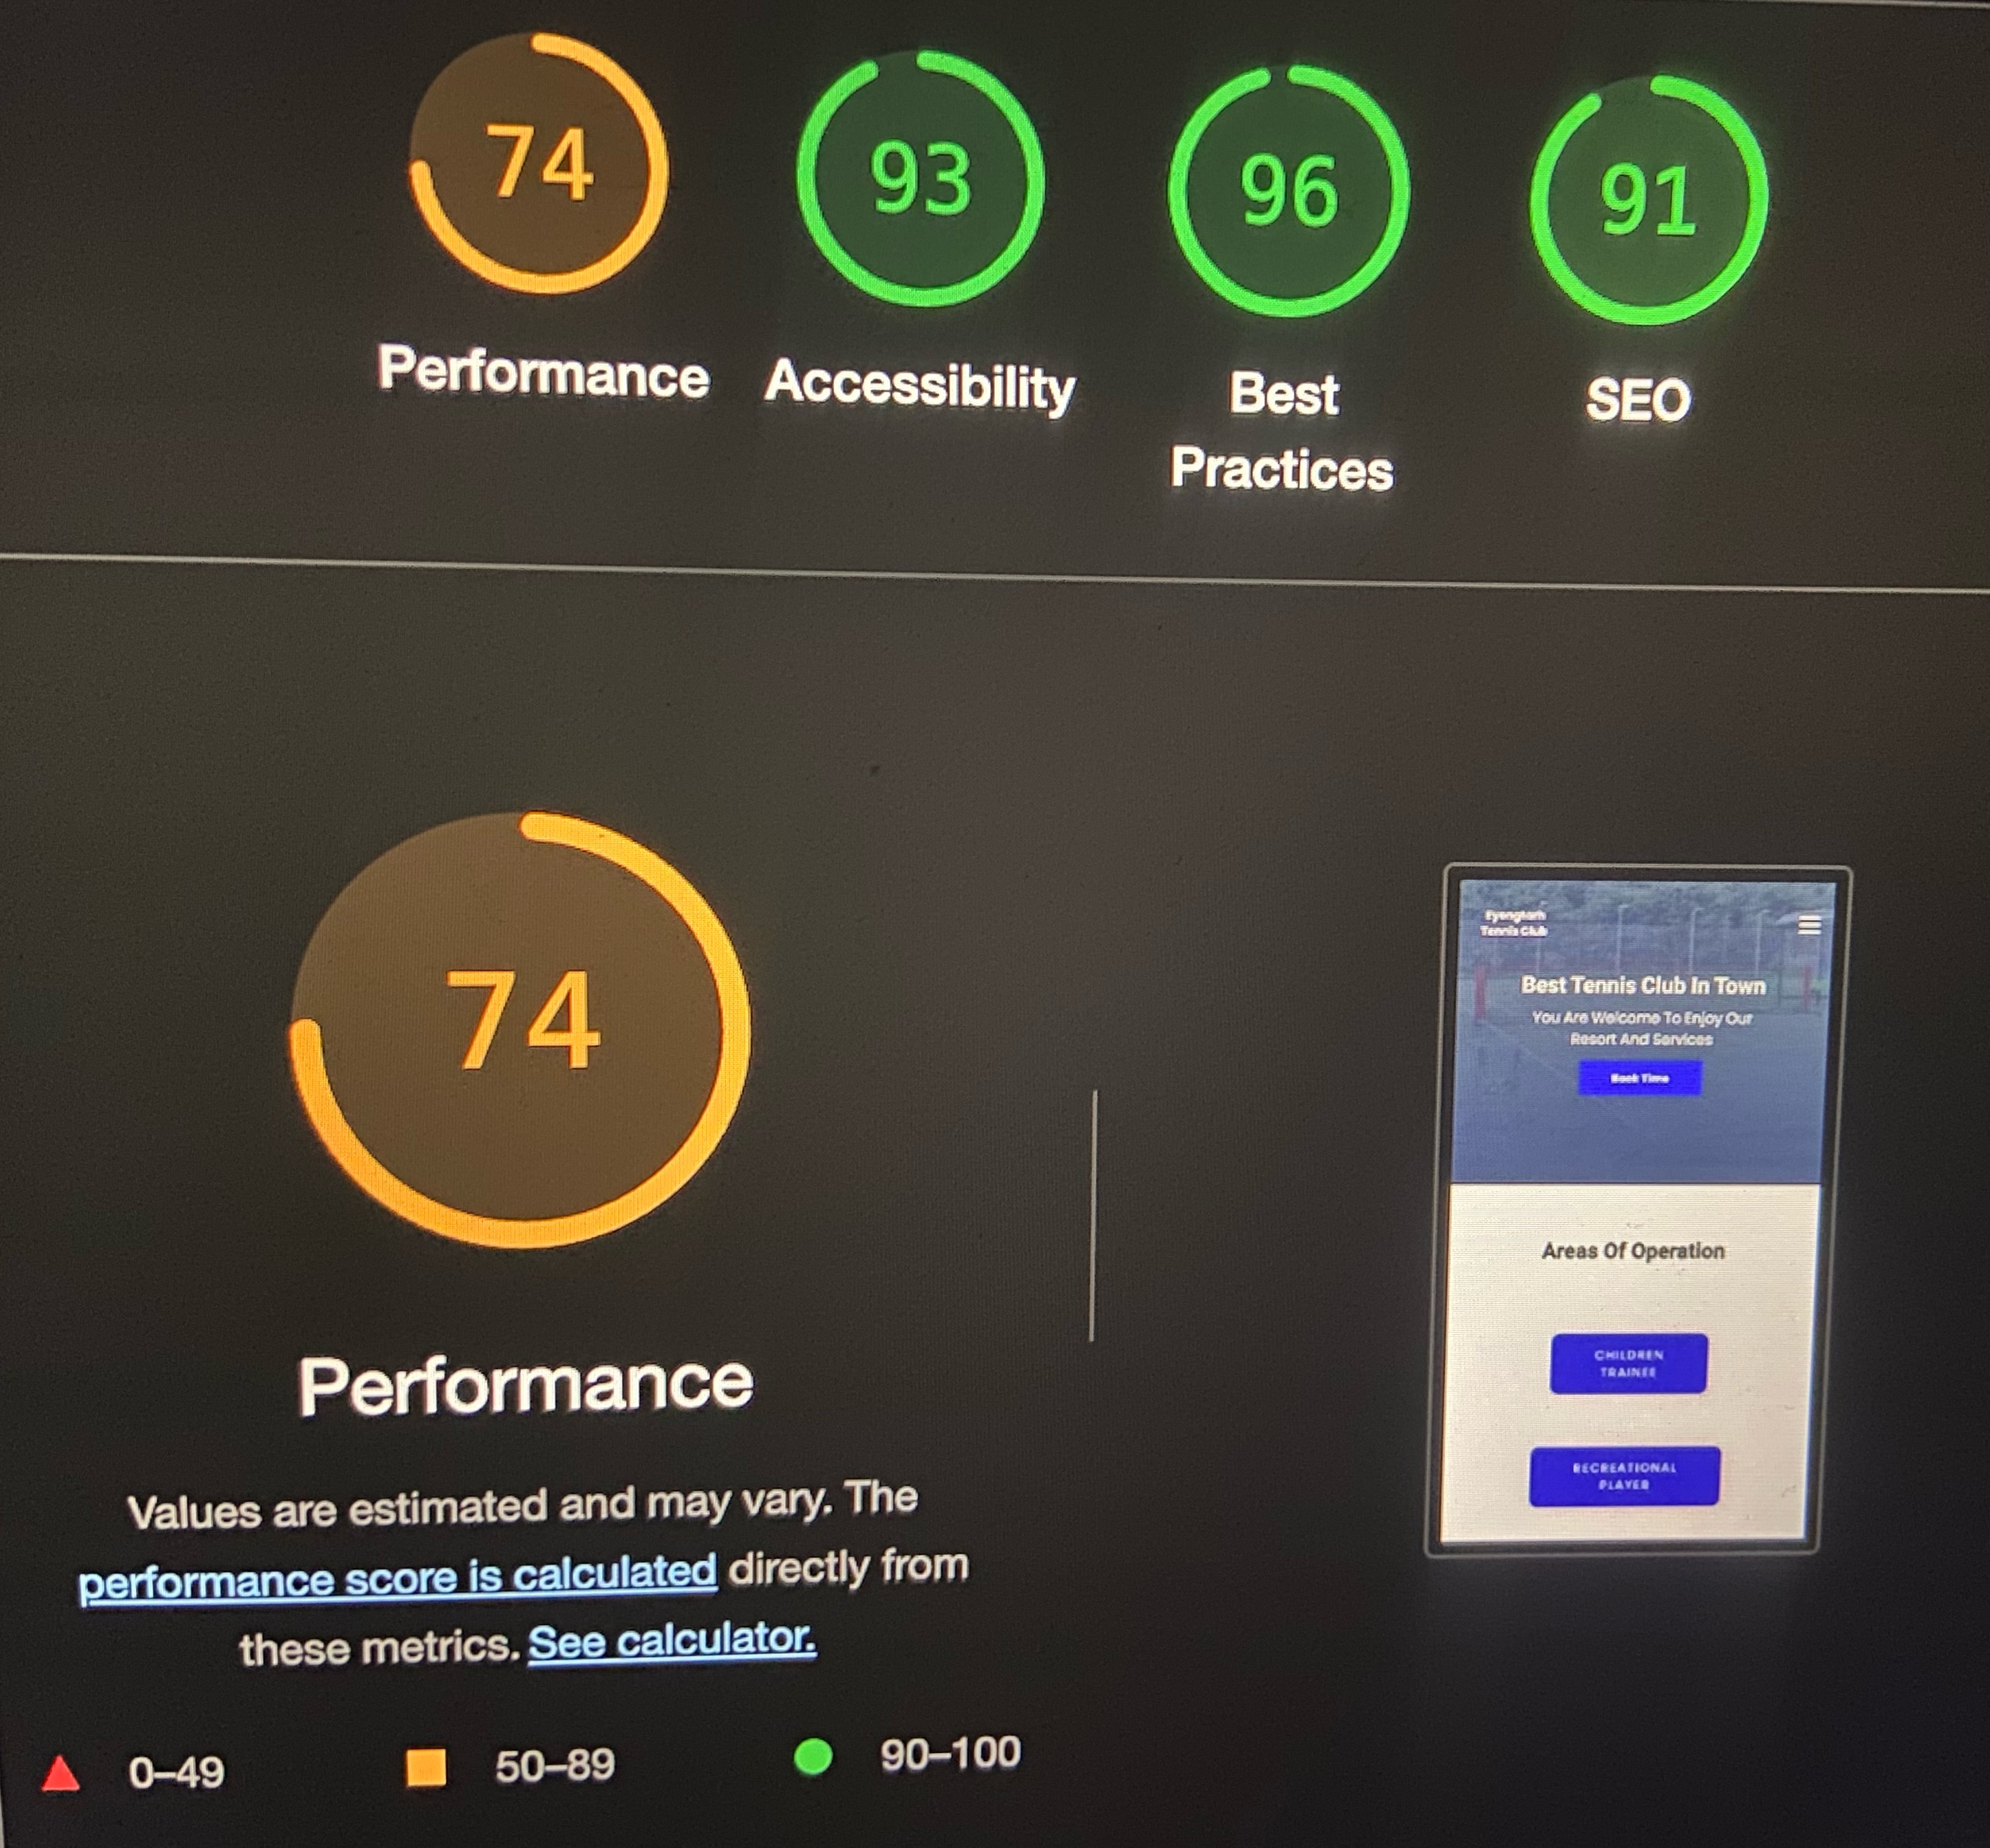 74
93
96
91
Performance
Accessibility
Best
Practices
SEO
74
Performance
Values are estimated and may vary. The
performance score is calculated directly from
these metrics. See calculator.
0–49
50–89
90–100
Tennis Club
Best Tennis Club In Town
You Are Welcome To Enjoy Our
Resort And Services
Book Time
Areas Of Operation
CHILDREN
TRAINEE
RECREATIONAL
PLAYER